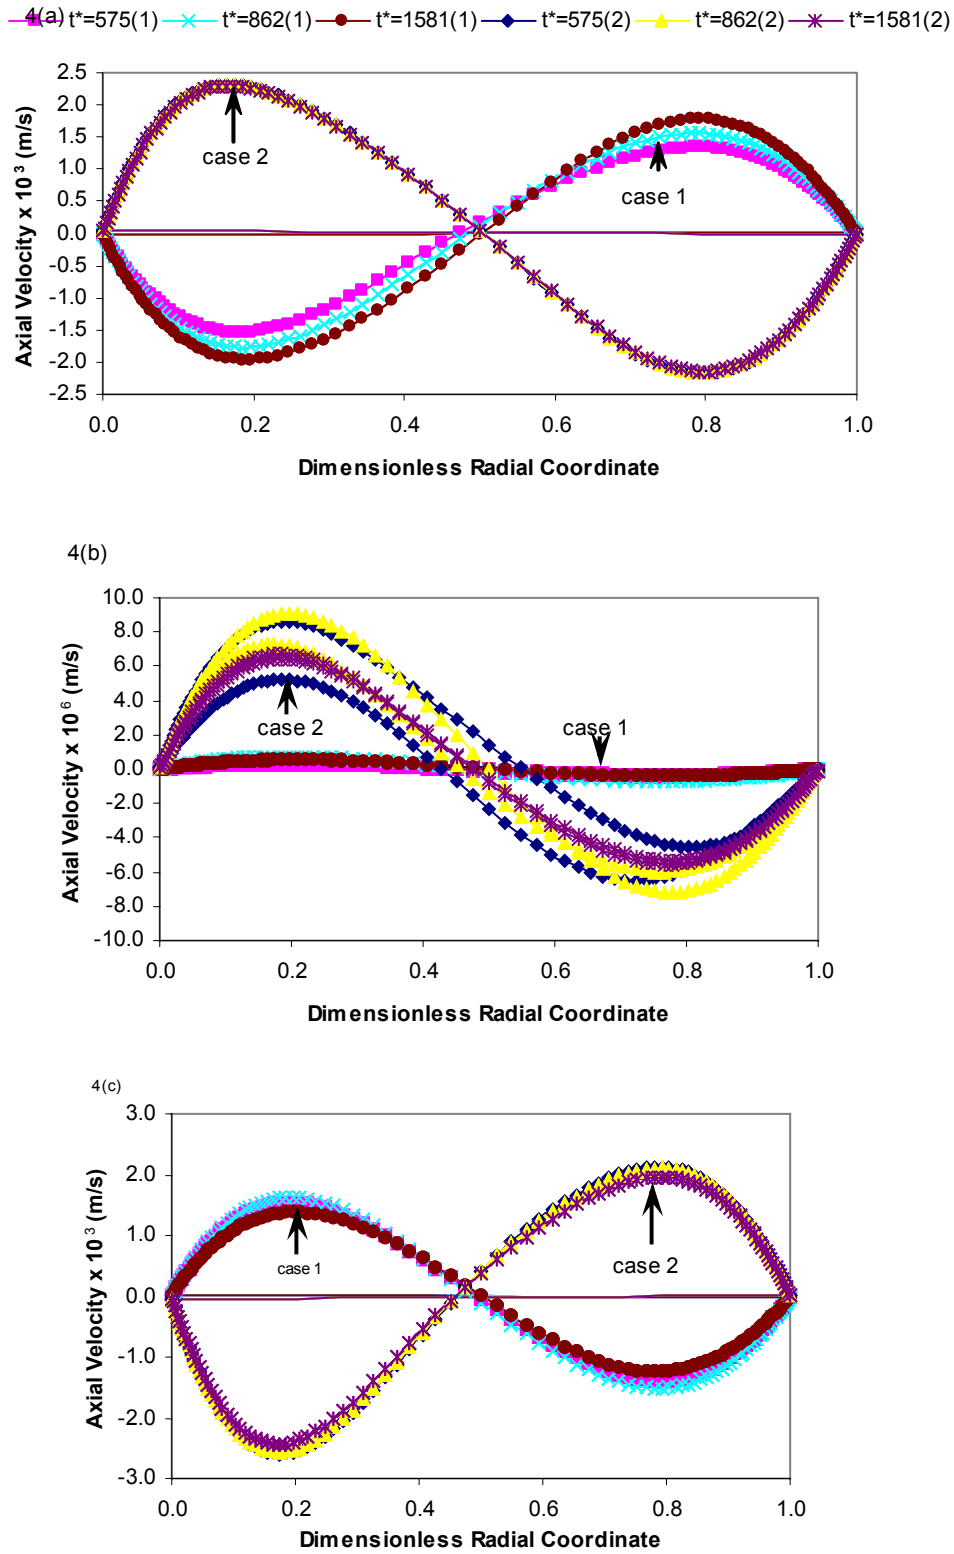 4(a) t*=575(1) t*=862(1) t*=1581(1) t*=575(2) t*=862(2) t*=1581(2)
2.5
2.0
1.5
1.0
0.5
0.0
-0.5
-1.0
-1.5
-2.0
-2.5
Axial Velocity x 10³ (m/s)
case 2
case 1
0.0 0.2 0.4 0.6 0.8 1.0
Dimensionless Radial Coordinate
4(b)
10.0
8.0
6.0
4.0
2.0
0.0
-2.0
-4.0
-6.0
-8.0
-10.0
Axial Velocity x 10⁶ (m/s)
case 2
case 1
0.0 0.2 0.4 0.6 0.8 1.0
Dimensionless Radial Coordinate
4(c)
3.0
2.0
1.0
0.0
-1.0
-2.0
-3.0
Axial Velocity x 10³ (m/s)
case 1
case 2
0.0 0.2 0.4 0.6 0.8 1.0
Dimensionless Radial Coordinate